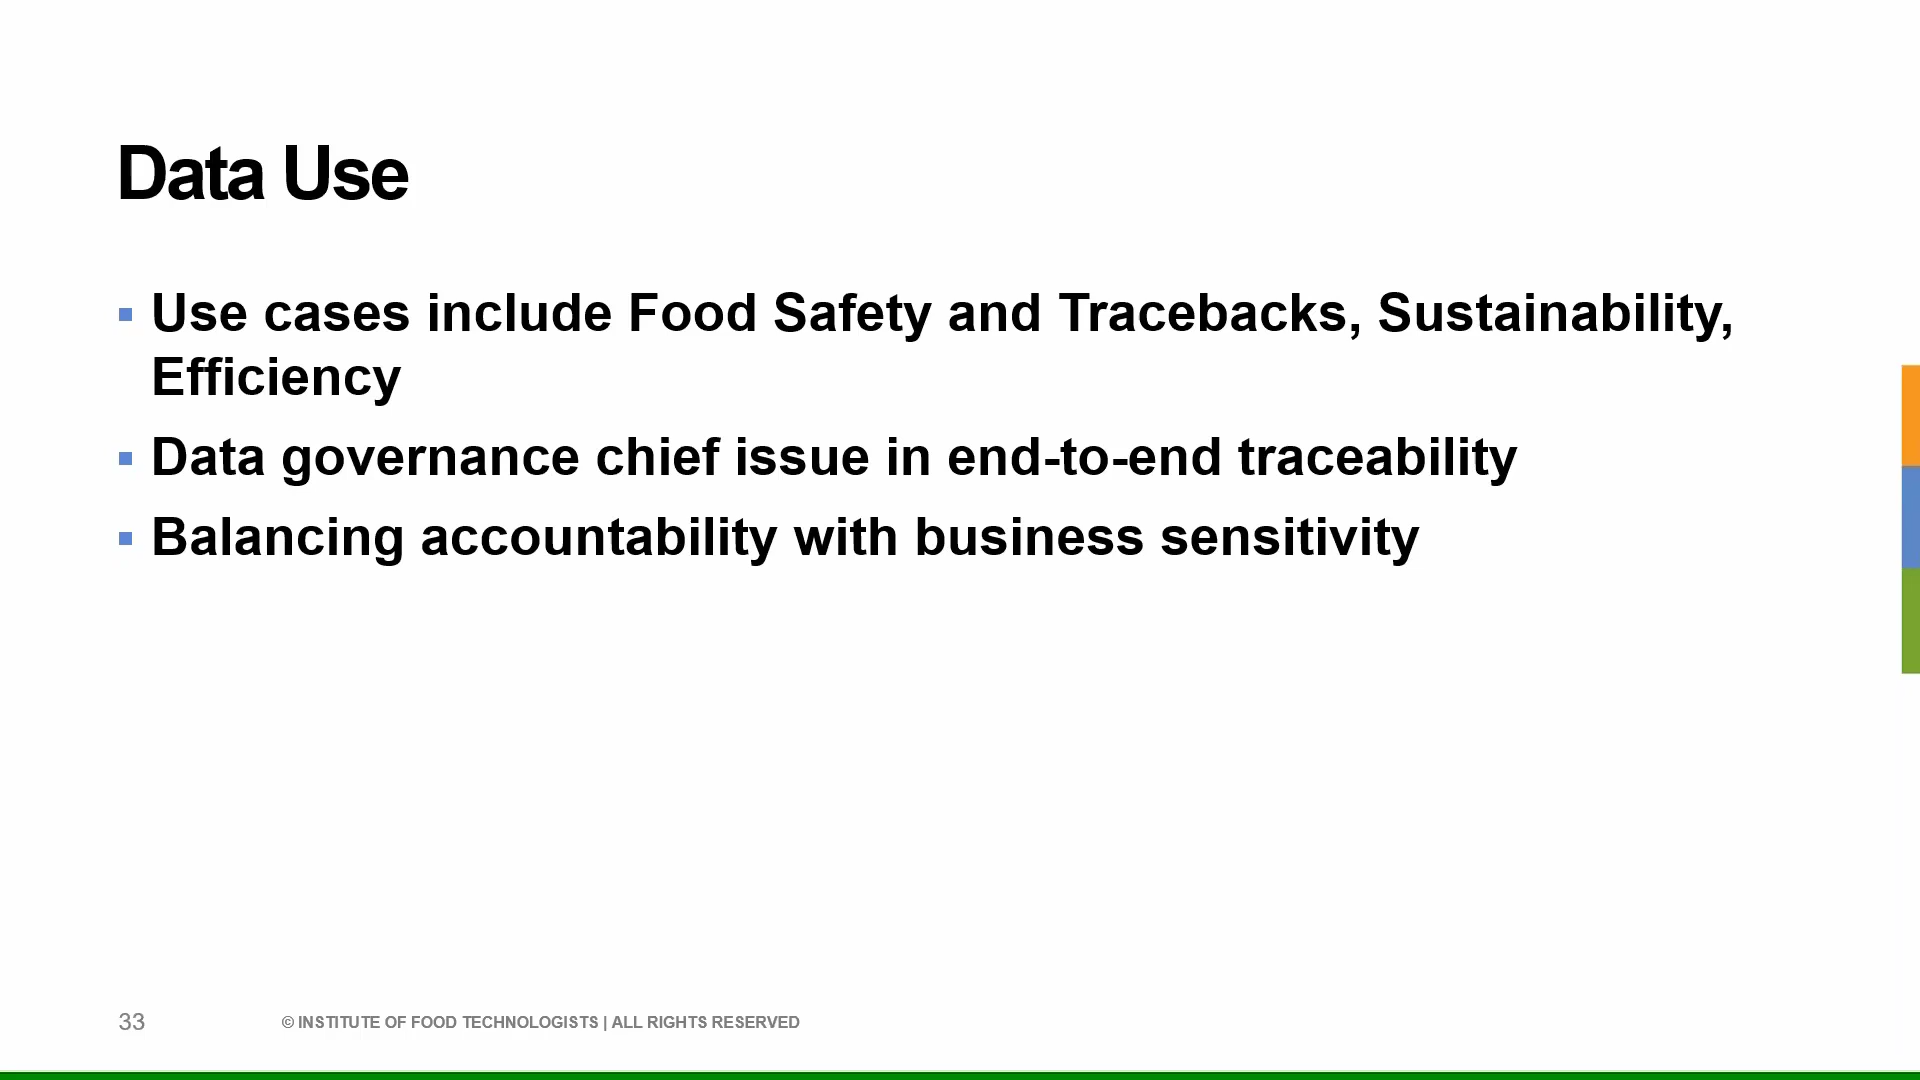 Data Use
▪ Use cases include Food Safety and Tracebacks, Sustainability,
Efficiency
▪ Data governance chief issue in end-to-end traceability
▪ Balancing accountability with business sensitivity
33
© INSTITUTE OF FOOD TECHNOLOGISTS | ALL RIGHTS RESERVED